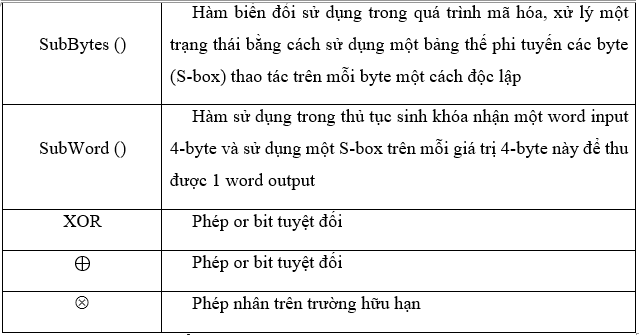 Hàm biến đổi sử dụng trong quá trình mã hóa, xử lý một
SubBytes () trạng thái bằng cách sử dụng một bảng thế phi tuyến các byte
(S-box) thao tác trên mỗi byte một cách độc lập
Hàm sử dụng trong thủ tục sinh khóa nhận một word input
SubWord () 4-byte và sử dụng một S-box trên mỗi giá trị 4-byte này để thu
được 1 word output
XOR Phép or bit tuyệt đối
⊕ Phép or bit tuyệt đối
⊗ Phép nhân trên trường hữu hạn